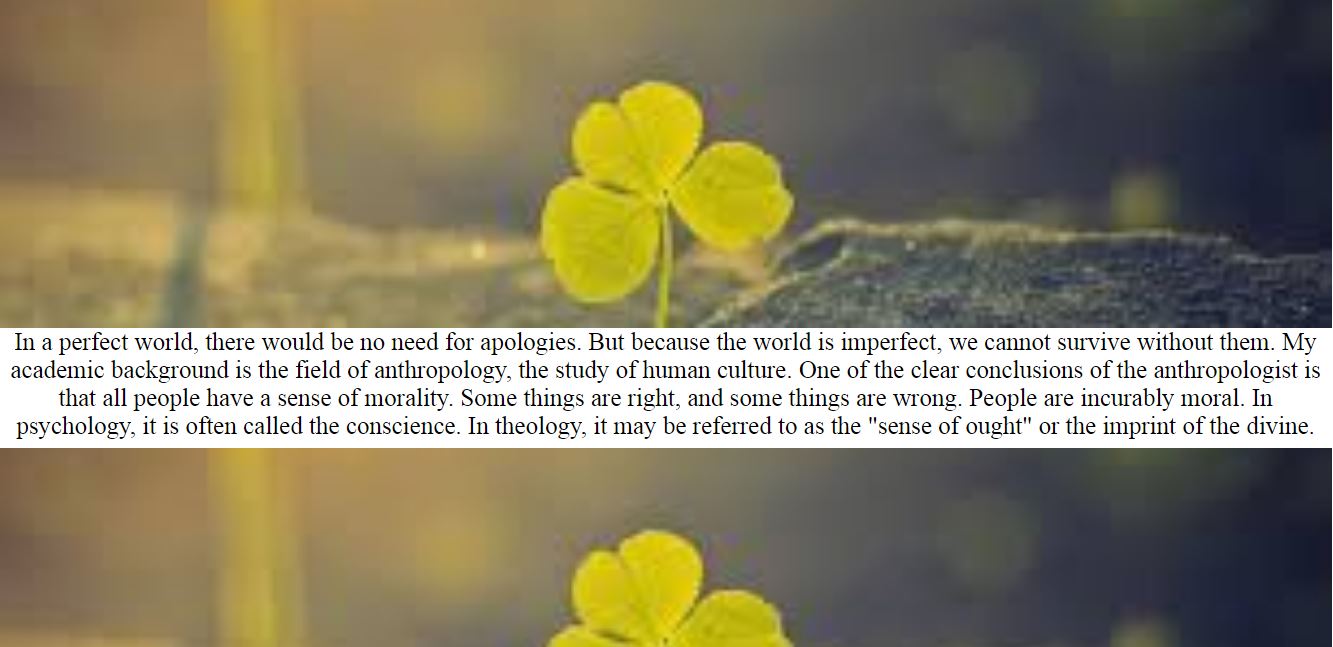 In a perfect world, there would be no need for apologies. But because the world is imperfect, we cannot survive without them. My
academic background is the field of anthropology, the study of human culture. One of the clear conclusions of the anthropologist is
that all people have a sense of morality. Some things are right, and some things are wrong. People are incurably moral. In
psychology, it is often called the conscience. In theology, it may be referred to as the "sense of ought" or the imprint of the divine.